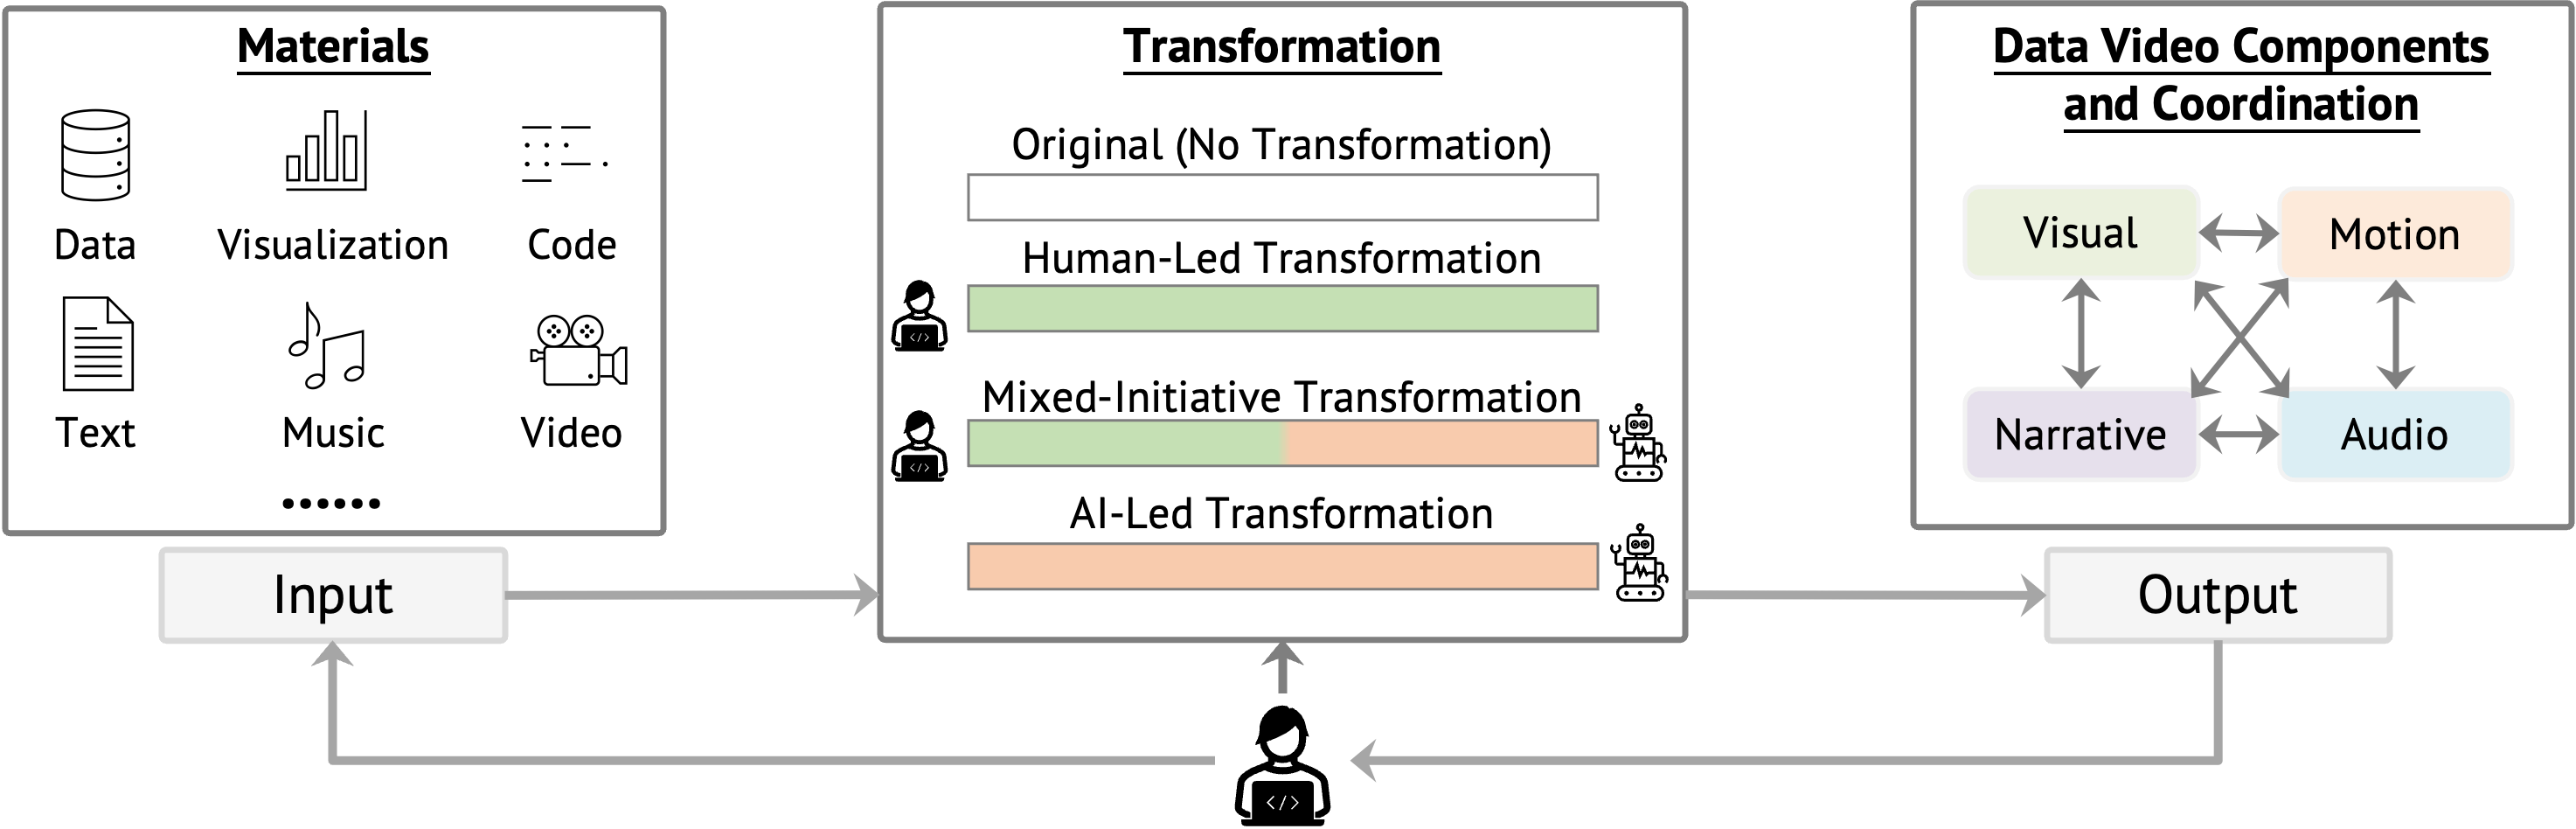 Materials
Data
Visualization
Code
Text
Music
Video
......
Input
Transformation
Original (No Transformation)
Human-Led Transformation
</>
Mixed-Initiative Transformation
</>
AI-Led Transformation
</>
Data Video Components
and Coordination
Visual
Motion
Narrative
Audio
Output